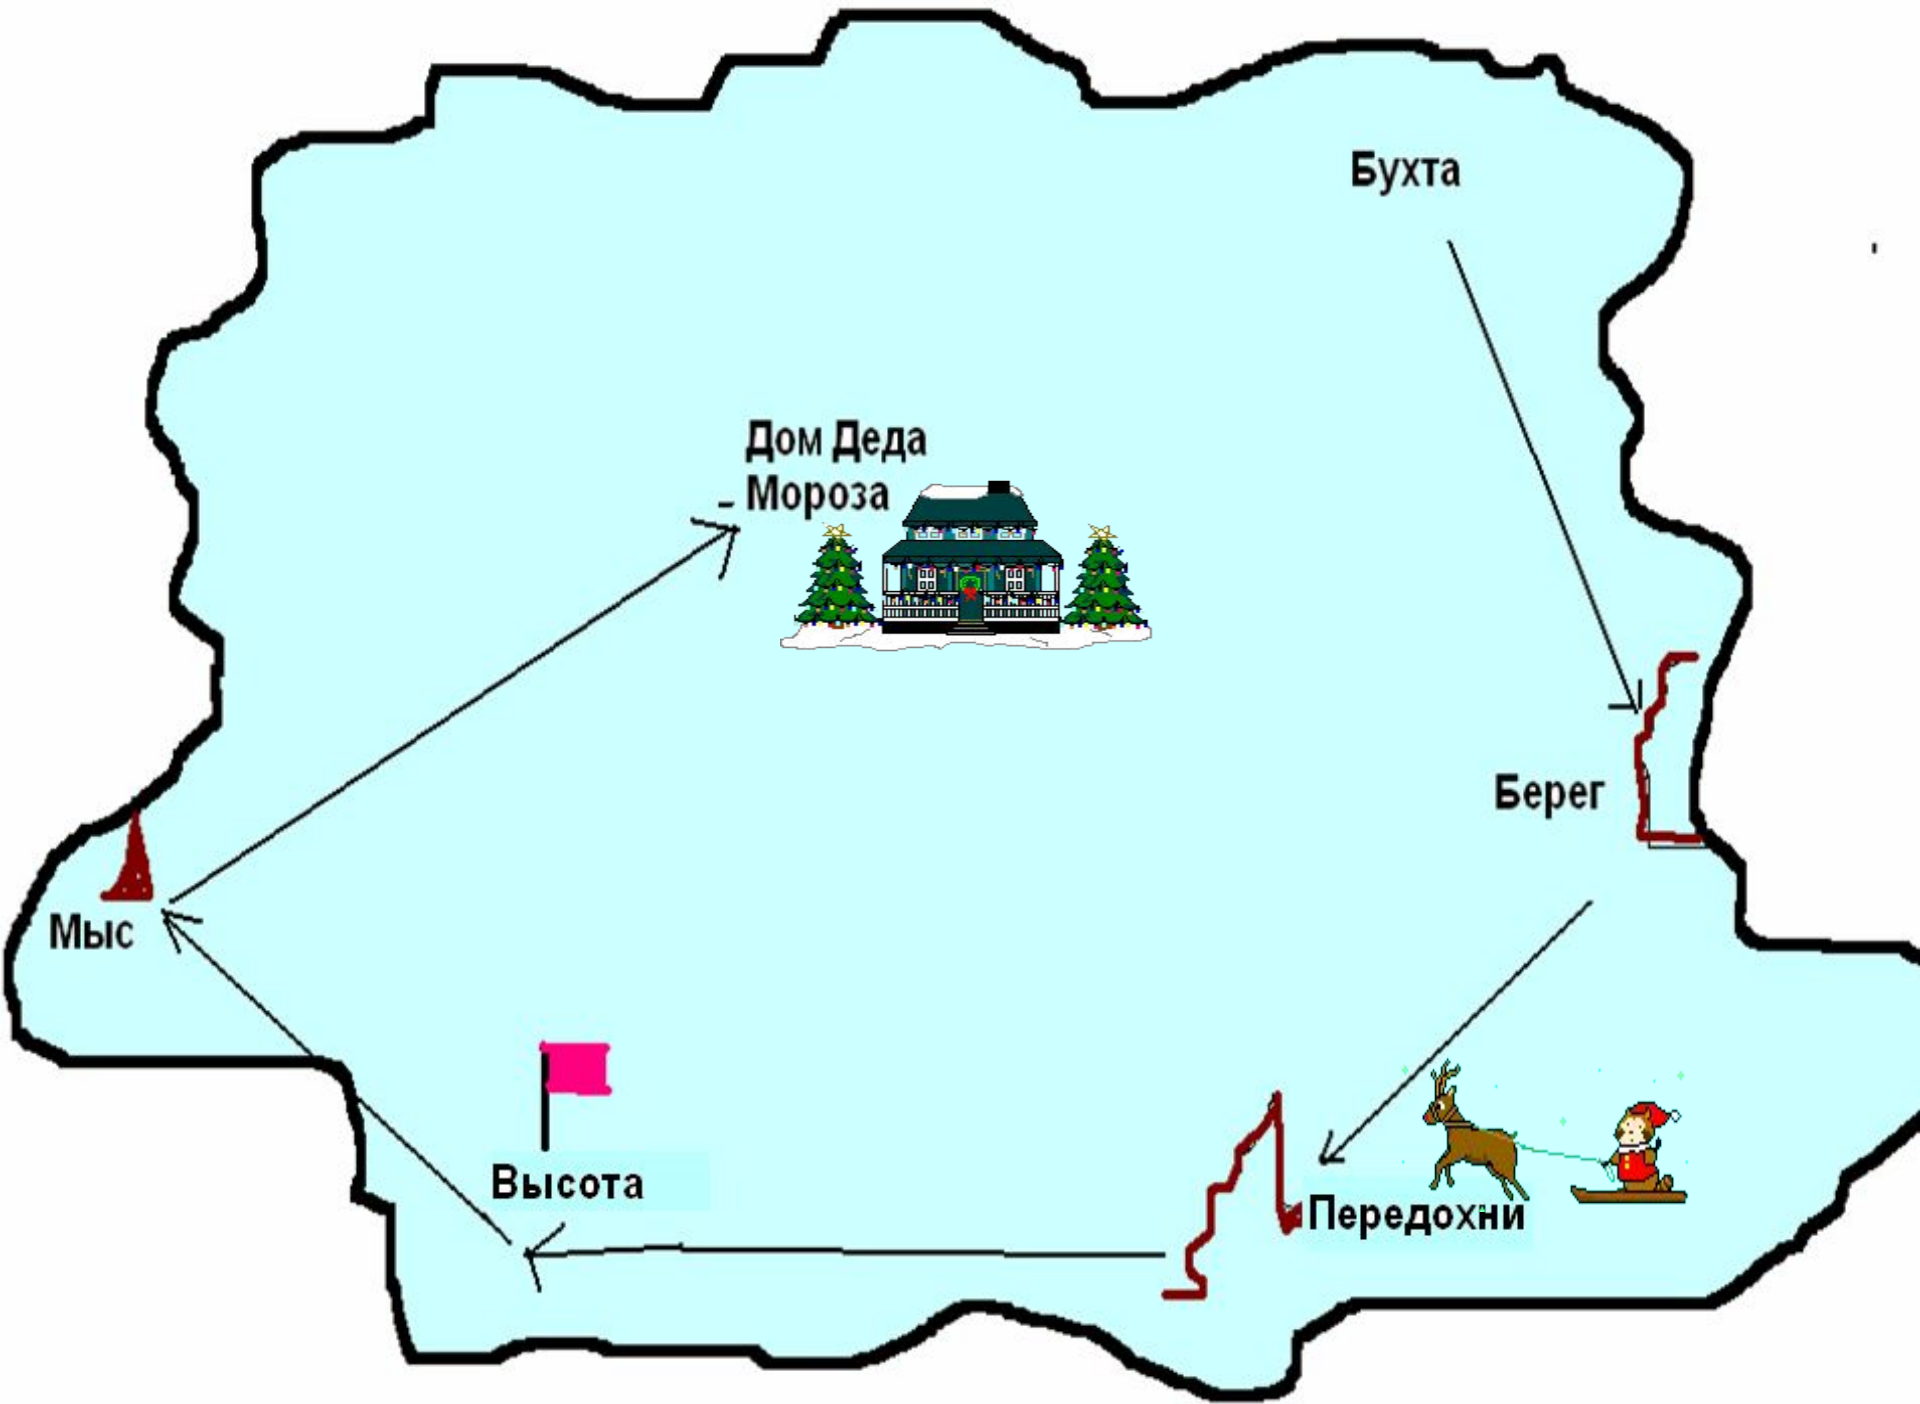 Бухта
Дом Деда
- Мороза
Берег
Мыс
Высота
Передохни